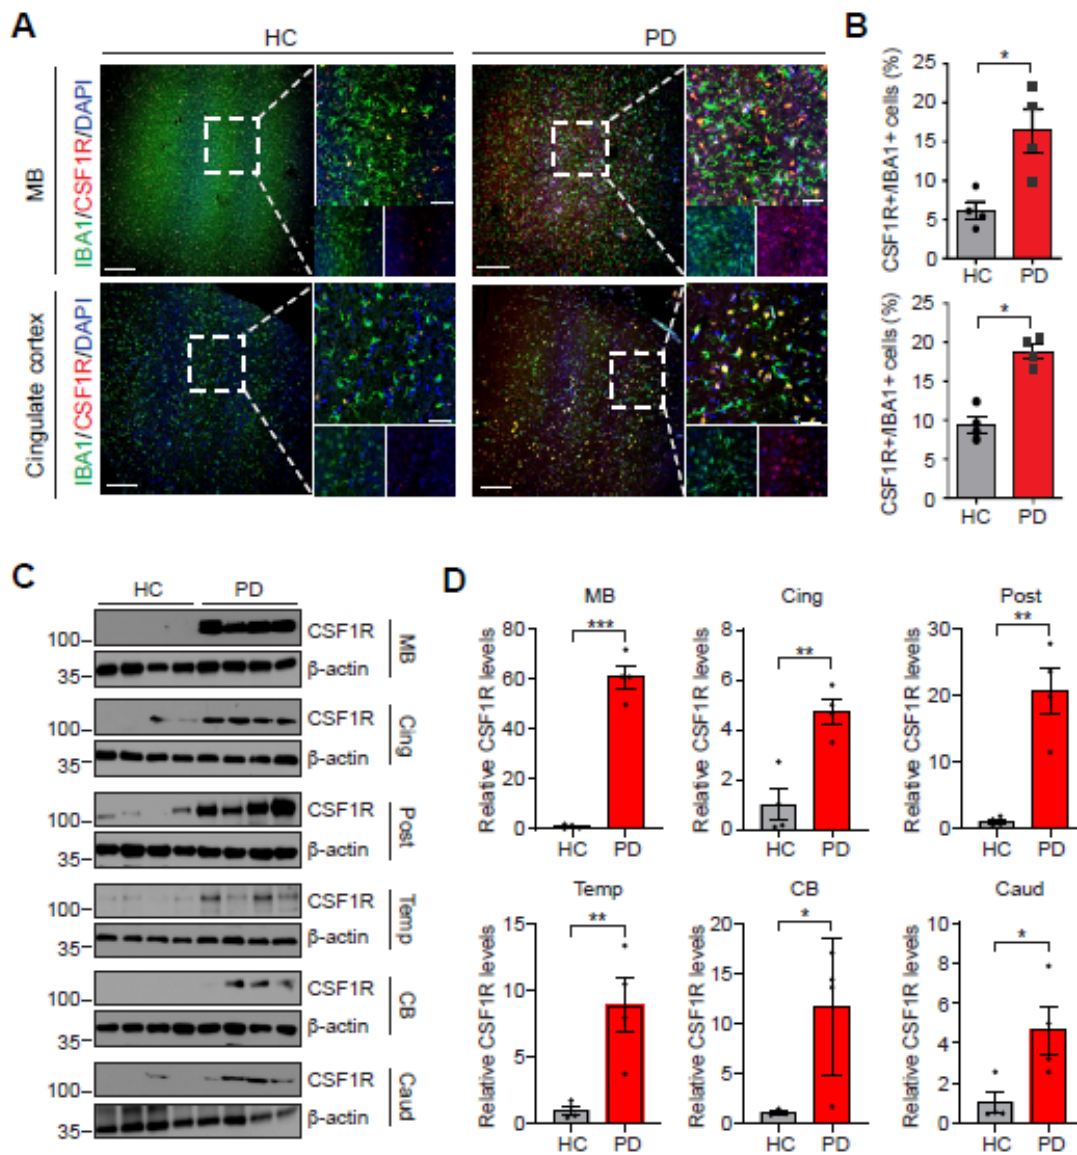 A
HC
PD
MB
IBA1/CSF1R/DAPI
Cingulate cortex
IBA1/CSF1R/DAPI
B
CSF1R+/IBA1+ cells (%)
25
20
15
10
5
0
*
HC
PD
CSF1R+/IBA1+ cells (%)
25
20
15
10
5
0
*
HC
PD
C
HC
PD
100
CSF1R
35
β-actin
MB
100
CSF1R
35
β-actin
Cing
100
CSF1R
35
β-actin
Post
100
CSF1R
35
β-actin
Temp
100
CSF1R
35
β-actin
CB
100
CSF1R
35
β-actin
Caud
D
MB
Relative CSF1R levels
80
60
40
20
0
***
HC
PD
Cing
Relative CSF1R levels
8
6
4
2
0
**
HC
PD
Post
Relative CSF1R levels
30
20
10
0
**
HC
PD
Temp
Relative CSF1R levels
15
10
5
0
**
HC
PD
CB
Relative CSF1R levels
20
15
10
5
0
*
HC
PD
Caud
Relative CSF1R levels
10
8
6
4
2
0
*
HC
PD